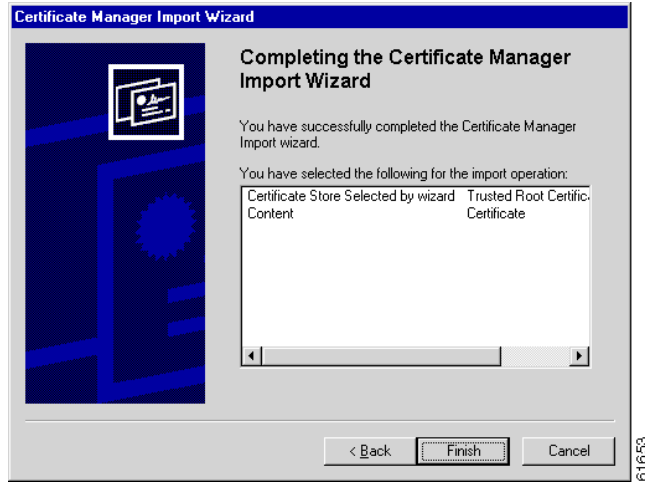 Certificate Manager Import Wizard
Completing the Certificate Manager
Import Wizard
You have successfully completed the Certificate Manager
Import wizard.
You have selected the following for the import operation:
Certificate Store Selected by wizard Trusted Root Certific
Content Certificate
< Back Finish Cancel
61653